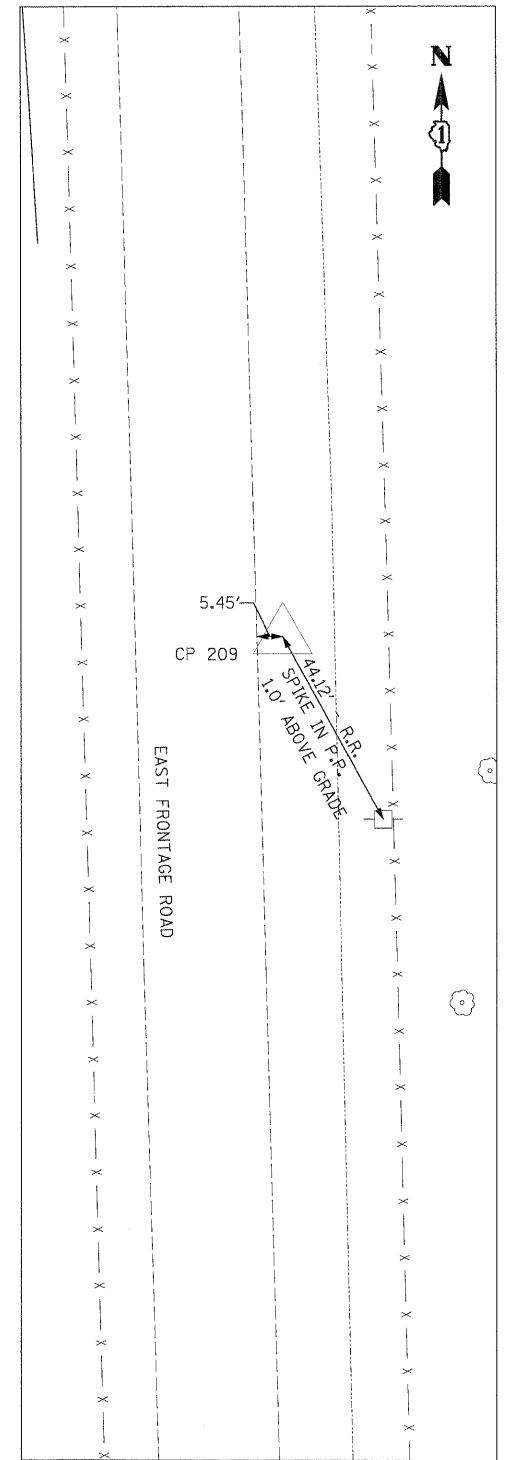 N
1
5.45'
CP 209
44.12' R.R.
SPIKE IN P.P.
1.0' ABOVE GRADE
EAST FRONTAGE ROAD